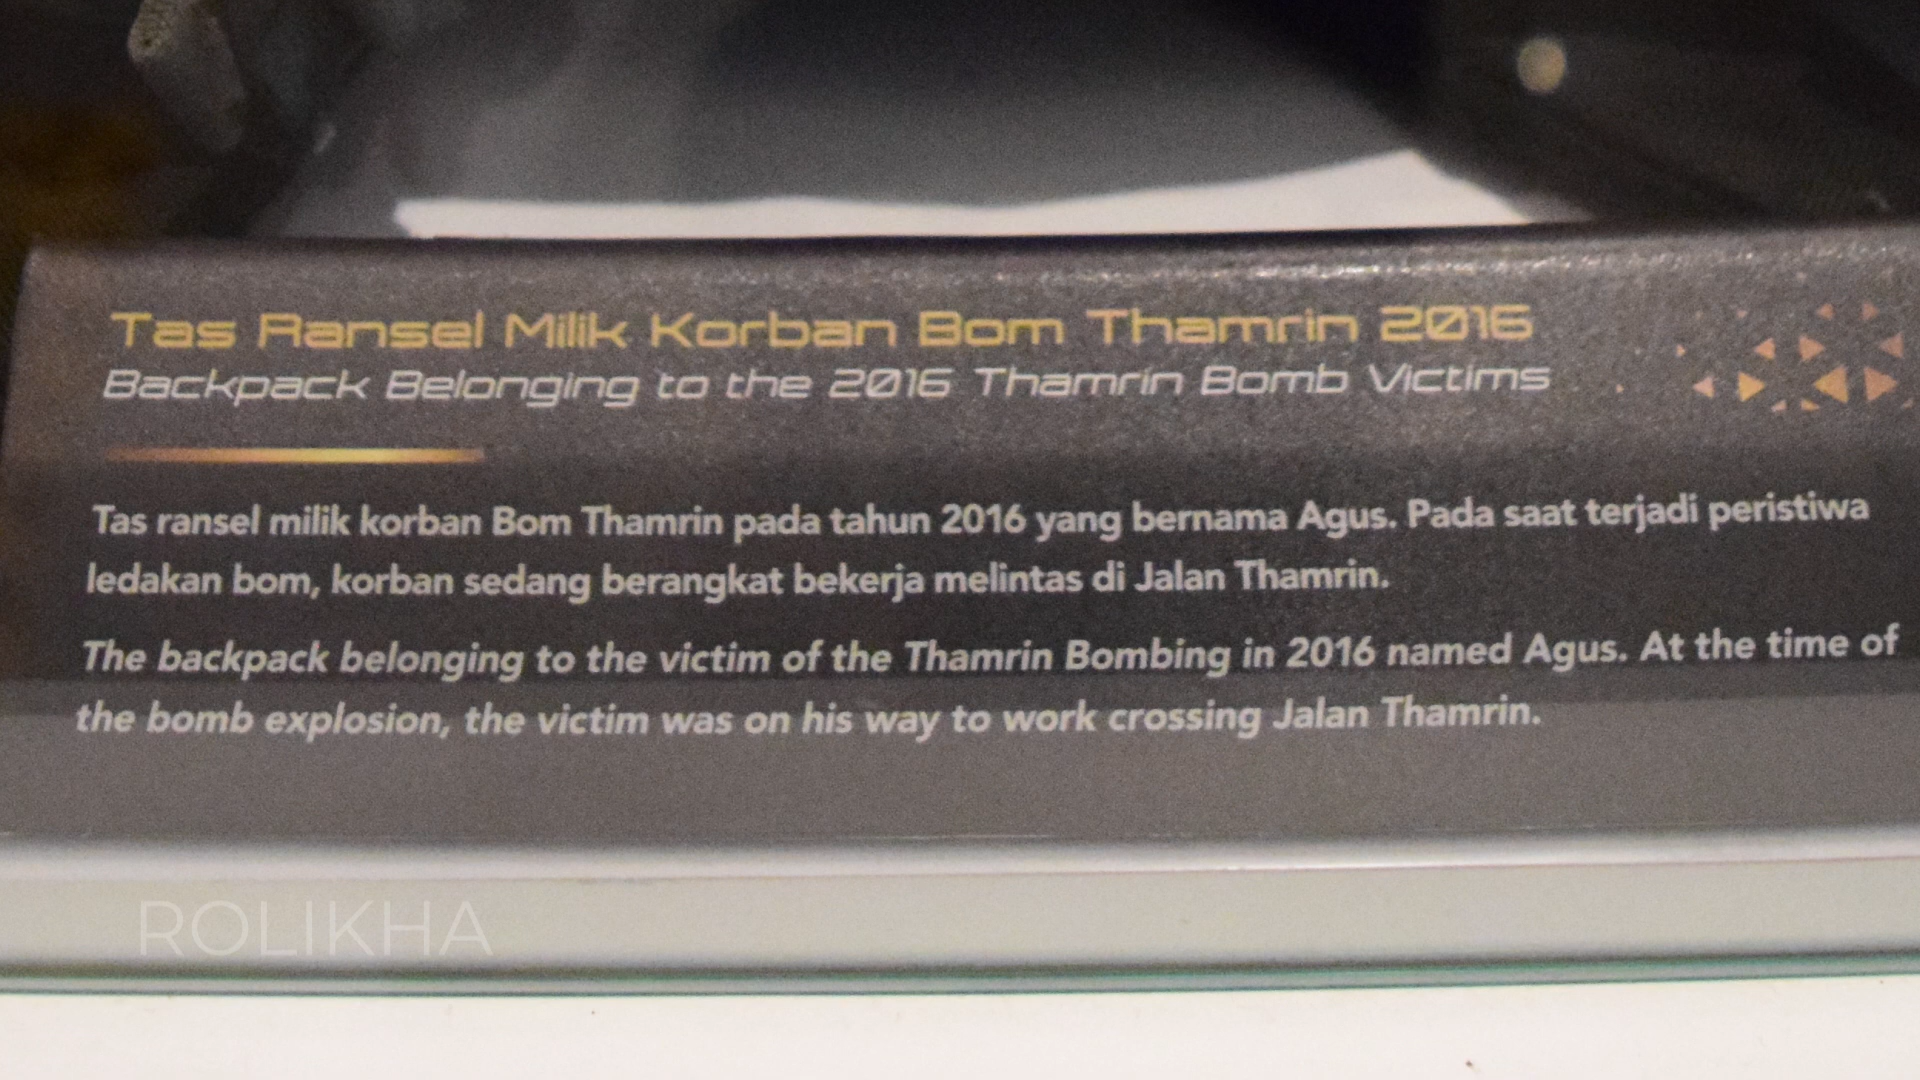 Tas Ransel Milik Korban Bom Thamrin 2016
Backpack Belonging to the 2016 Thamrin Bomb Victims
Tas ransel milik korban Bom Thamrin pada tahun 2016 yang bernama Agus. Pada saat terjadi peristiwa
ledakan bom, korban sedang berangkat bekerja melintas di Jalan Thamrin.
The backpack belonging to the victim of the Thamrin Bombing in 2016 named Agus. At the time of
the bomb explosion, the victim was on his way to work crossing Jalan Thamrin.
ROLIKHA